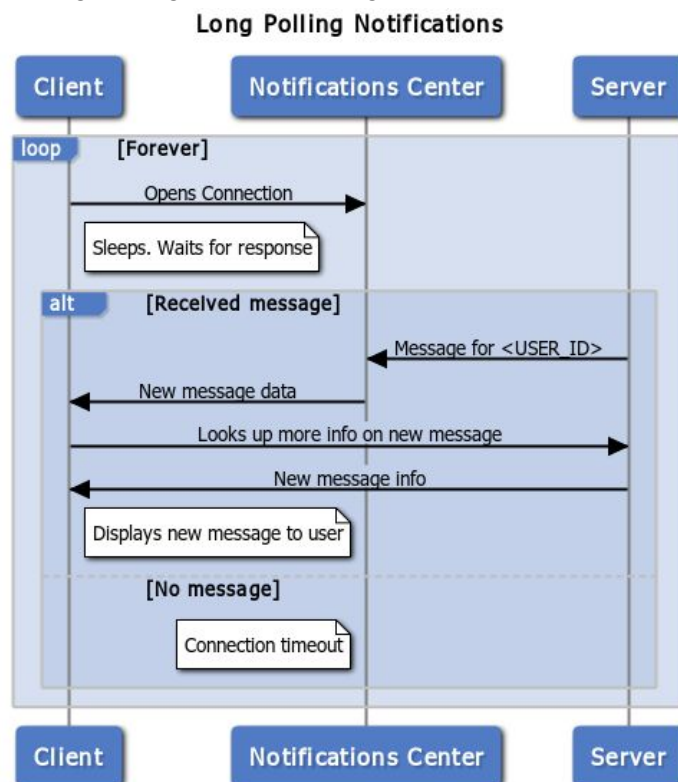 Long Polling Notifications
Client
Notifications Center
Server
loop
[Forever]
Opens Connection
Sleeps. Waits for response
alt
[Received message]
Message for <USER_ID>
New message data
Looks up more info on new message
New message info
Displays new message to user
[No message]
Connection timeout
Client
Notifications Center
Server